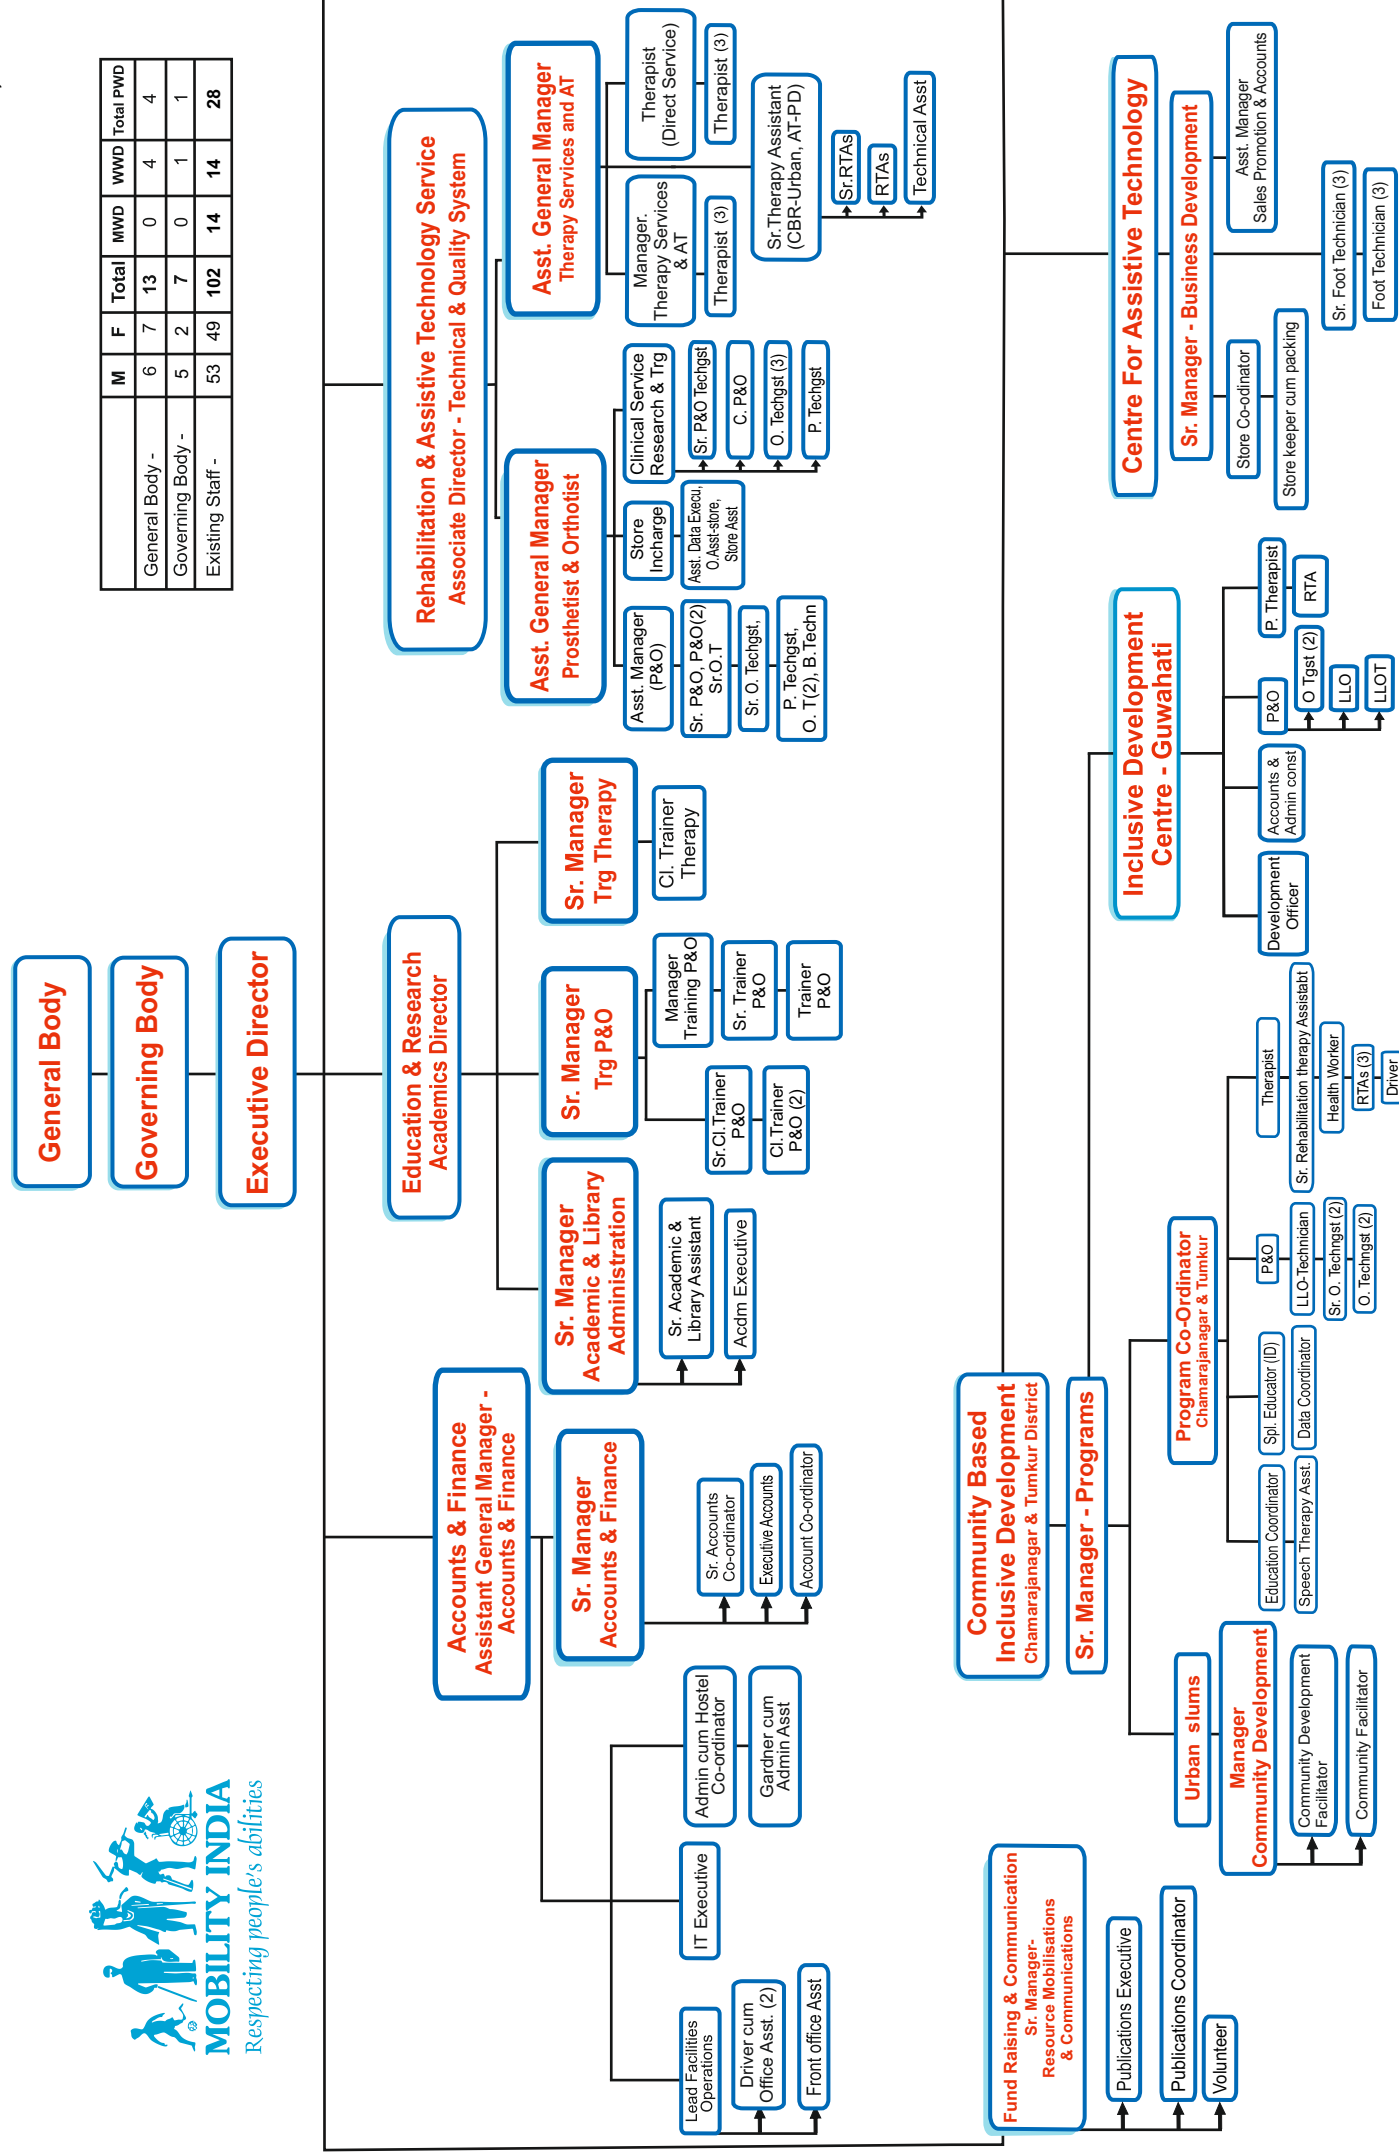 General Body
Governing Body
Executive Director
MOBILITY INDIA
Respecting people's abilities
M F Total MWD WWD Total PWD
General Body - 6 7 13 0 4 4
Governing Body - 5 2 7 0 1 1
Existing Staff - 53 49 102 14 14 28
Accounts & Finance
Assistant General Manager -
Accounts & Finance
Sr. Manager
Accounts & Finance
Sr. Accounts
Co-ordinator
Executive Accounts
Account Co-ordinator
Lead Facilities
Operations
Driver cum
Office Asst. (2)
Front office Asst
IT Executive
Admin cum Hostel
Co-ordinator
Gardner cum
Admin Asst
Education & Research
Academics Director
Sr. Manager
Academic & Library
Administration
Sr. Academic &
Library Assistant
Acdm Executive
Sr. Manager
Trg P&O
Sr.Cl.Trainer
P&O
Cl.Trainer
P&O (2)
Manager
Training P&O
Sr. Trainer
P&O
Trainer
P&O
Sr. Manager
Trg Therapy
Cl. Trainer
Therapy
Rehabilitation & Assistive Technology Service
Associate Director - Technical & Quality System
Asst. General Manager
Prosthetist & Orthotist
Asst. Manager
(P&O)
Sr. P&O, P&O(2)
Sr.O.T
Sr. O. Techgst,
P. Techgst,
O. T(2), B.Techn
Store
Incharge
Asst. Data Execu,
O.Asst-store,
Store Asst
Clinical Service
Research & Trg
Sr. P&O Techgst
C. P&O
O. Techgst (3)
P. Techgst
Asst. General Manager
Therapy Services and AT
Manager.
Therapy Services
& AT
Therapist (3)
Therapist
(Direct Service)
Therapist (3)
Sr.Therapy Assistant
(CBR-Urban, AT-PD)
Sr.RTAs
RTAs
Technical Asst
Fund Raising & Communication
Sr. Manager-
Resource Mobilisations
& Communications
Publications Executive
Publications Coordinator
Volunteer
Community Based
Inclusive Development
Chamarajanagar & Tumkur District
Sr. Manager - Programs
Urban slums
Manager
Community Development
Community Development
Facilitator
Community Facilitator
Program Co-Ordinator
Chamarajanagar & Tumkur
Education Coordinator
Speech Therapy Asst.
Spl. Educator (ID)
Data Coordinator
P&O
LLO-Technician
Sr. O. Techngst (2)
O. Techngst (2)
Therapist
Sr. Rehabilitation therapy Assistabt
Health Worker
RTAs (3)
Driver
Inclusive Development
Centre - Guwahati
Development
Officer
Accounts &
Admin const
P&O
O Tgst (2)
LLO
LLOT
P. Therapist
RTA
Centre For Assistive Technology
Sr. Manager - Business Development
Store Co-odinator
Store keeper cum packing
Asst. Manager
Sales Promotion & Accounts
Sr. Foot Technician (3)
Foot Technician (3)